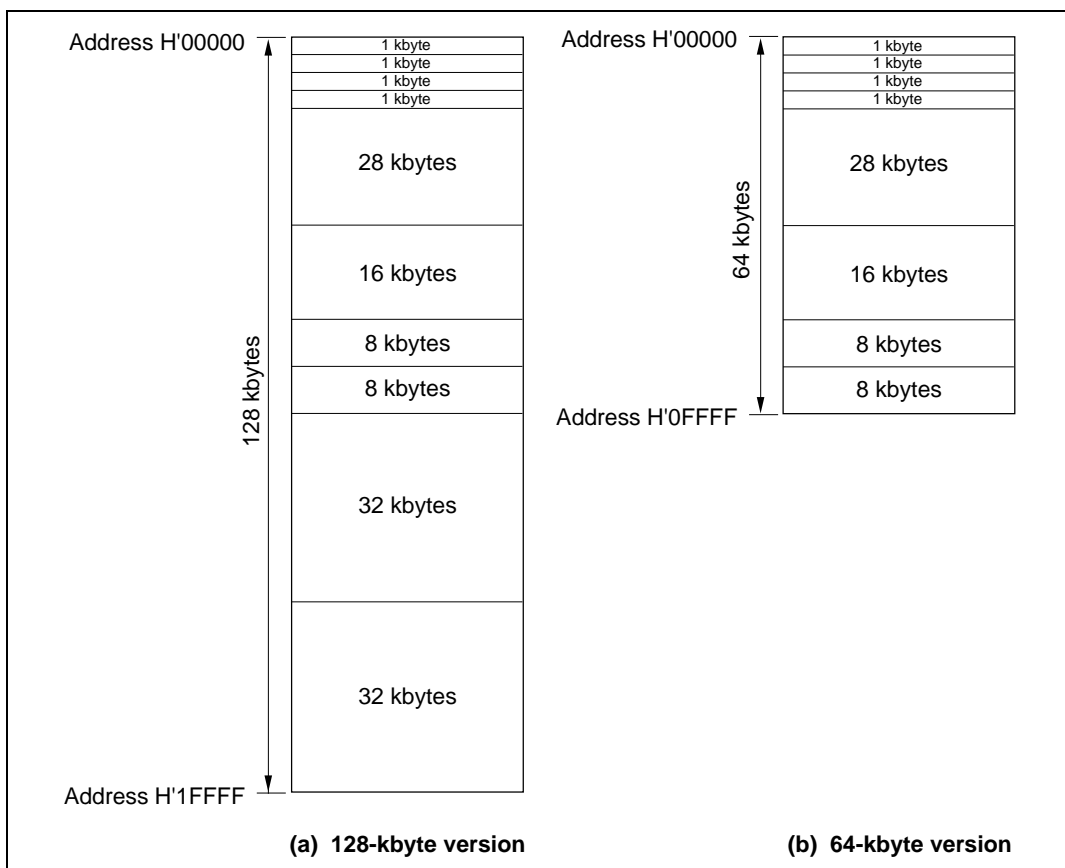 Address H'00000
1 kbyte
1 kbyte
1 kbyte
1 kbyte
28 kbytes
16 kbytes
8 kbytes
8 kbytes
32 kbytes
32 kbytes
128 kbytes
Address H'1FFFF
(a) 128-kbyte version
Address H'00000
1 kbyte
1 kbyte
1 kbyte
1 kbyte
28 kbytes
16 kbytes
8 kbytes
8 kbytes
64 kbytes
Address H'0FFFF
(b) 64-kbyte version